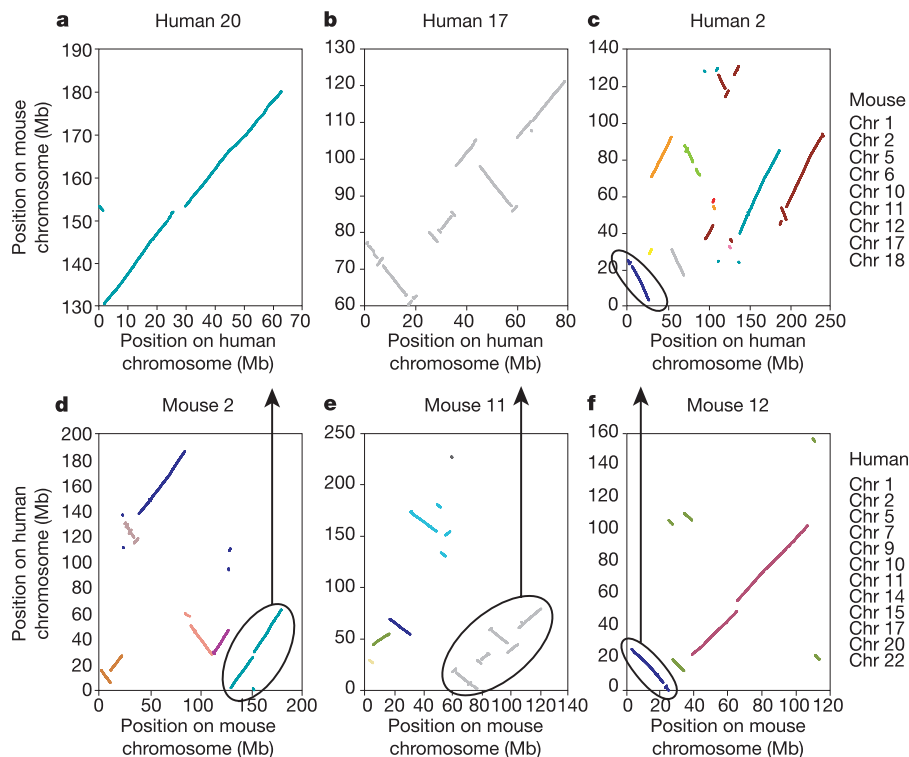 a Human 20
190
180
170
160
150
140
130
0 10 20 30 40 50 60 70
Position on mouse
chromosome (Mb)
Position on human
chromosome (Mb)
b Human 17
130
120
110
100
90
80
70
60
0 20 40 60 80
Position on human
chromosome (Mb)
c Human 2
140
120
100
80
60
40
20
0
0 50 100 150 200 250
Position on human
chromosome (Mb)
Mouse
Chr 1
Chr 2
Chr 5
Chr 6
Chr 10
Chr 11
Chr 12
Chr 17
Chr 18
d Mouse 2
200
180
160
140
120
100
80
60
40
20
0
0 50 100 150 200
Position on human
chromosome (Mb)
Position on mouse
chromosome (Mb)
e Mouse 11
250
200
150
100
50
0
0 20 40 60 80 100 120 140
Position on mouse
chromosome (Mb)
f Mouse 12
160
140
120
100
80
60
40
20
0
0 20 40 60 80 100 120
Position on mouse
chromosome (Mb)
Human
Chr 1
Chr 2
Chr 5
Chr 7
Chr 9
Chr 10
Chr 11
Chr 14
Chr 15
Chr 17
Chr 20
Chr 22